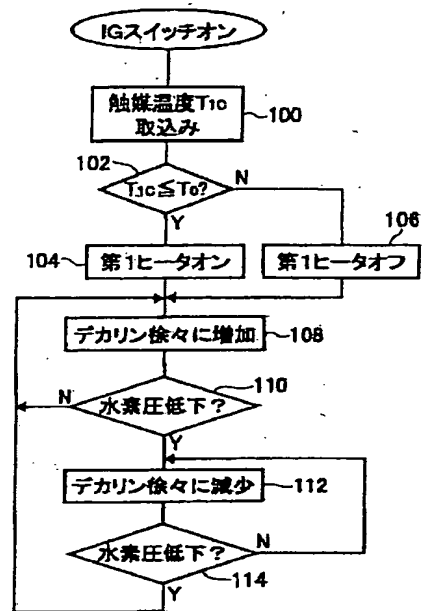 IGスイッチオン
触媒温度T1C
取込み
100
102
T1C≦T0?
N
Y
106
104
第1ヒータオン
第1ヒータオフ
デカリン徐々に増加
108
110
N
水素圧低下?
Y
デカリン徐々に減少
112
水素圧低下?
N
114
Y